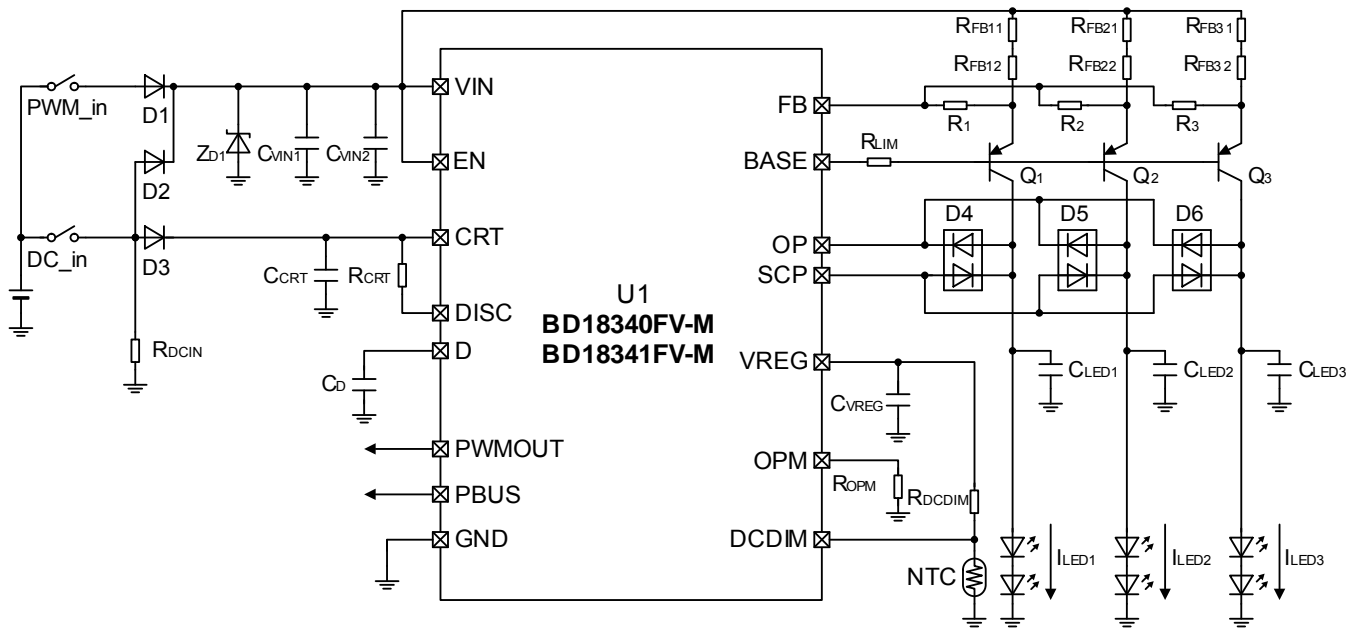 RFB11
RFB21
RFB31
RFB12
RFB22
RFB32
PWM_in
D1
VIN
FB
R1
R2
R3
ZD1
CVIN1
CVIN2
D2
EN
BASE
RLIM
Q1
Q2
Q3
DC_in
D3
CRT
D4
D5
D6
OP
CCRT
RCRT
SCP
U1
BD18340FV-M
BD18341FV-M
DISC
RDCIN
D
VREG
CLED1
CLED2
CLED3
CD
CVREG
PWMOUT
OPM
ROPM
RDCDIM
PBUS
GND
DCDIM
NTC
ILED1
ILED2
ILED3